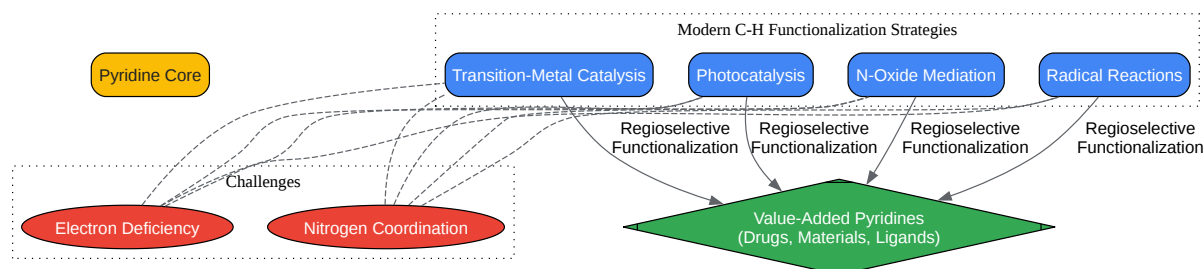 Modern C-H Functionalization Strategies
Pyridine Core
Transition-Metal Catalysis
Photocatalysis
N-Oxide Mediation
Radical Reactions
Regioselective
Functionalization
Regioselective
Functionalization
Regioselective
Functionalization
Regioselective
Functionalization
Challenges
Electron Deficiency
Nitrogen Coordination
Value-Added Pyridines
(Drugs, Materials, Ligands)